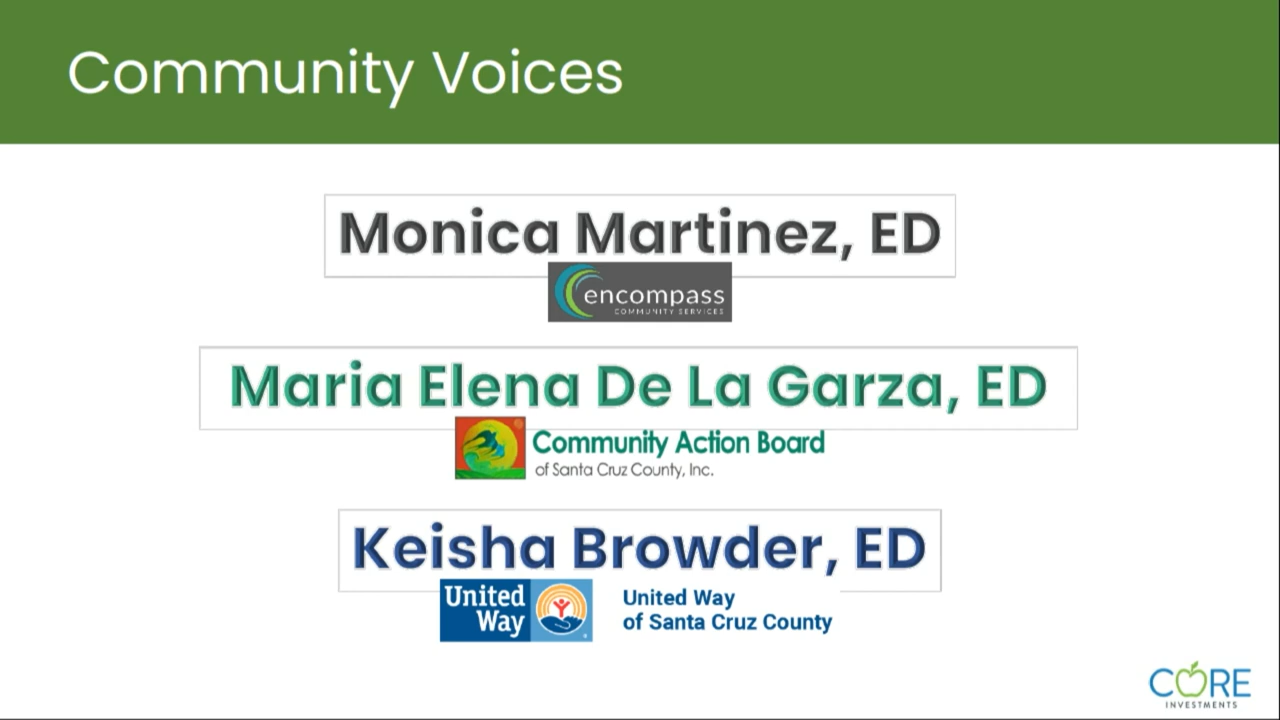 Community Voices
Monica Martinez, ED
encompass
COMMUNITY SERVICES
Maria Elena De La Garza, ED
Community Action Board
of Santa Cruz County, Inc.
Keisha Browder, ED
United
Way
United Way
of Santa Cruz County
CORE
INVESTMENTS